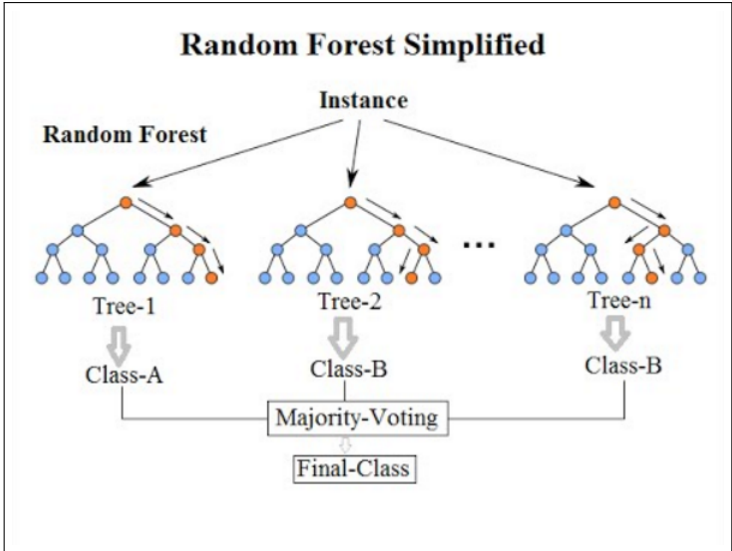 Random Forest Simplified
Instance
Random Forest
...
Tree-1 Tree-2 Tree-n
Class-A Class-B Class-B
Majority-Voting
Final-Class